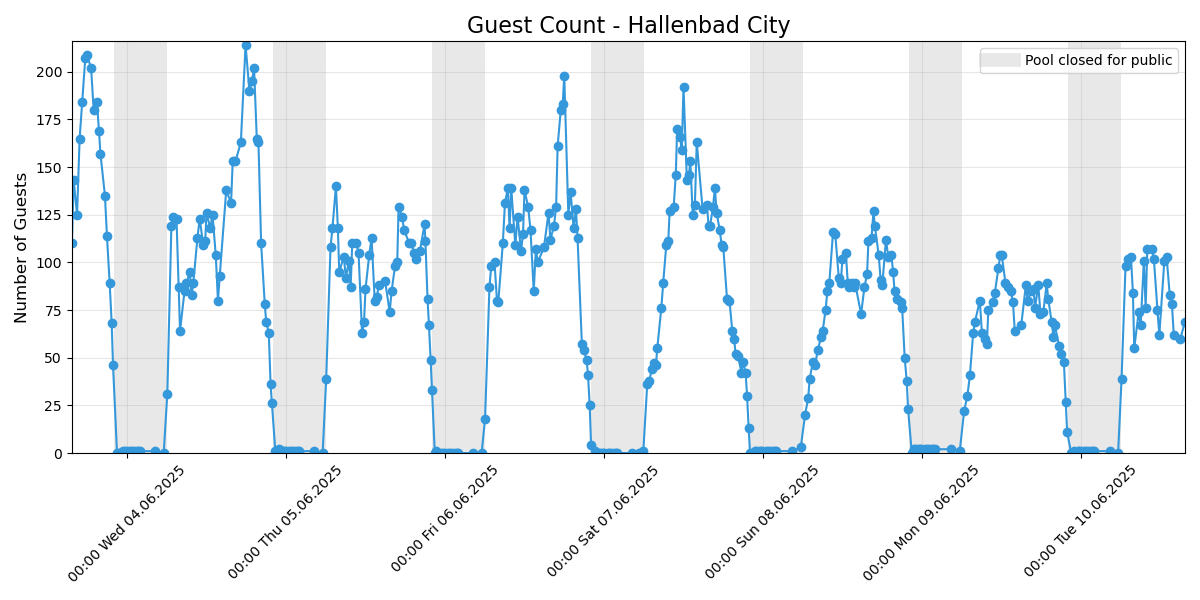 Guest Count - Hallenbad City
Pool closed for public
Number of Guests
200
175
150
125
100
75
50
25
0
00:00 Wed 04.06.2025
00:00 Thu 05.06.2025
00:00 Fri 06.06.2025
00:00 Sat 07.06.2025
00:00 Sun 08.06.2025
00:00 Mon 09.06.2025
00:00 Tue 10.06.2025